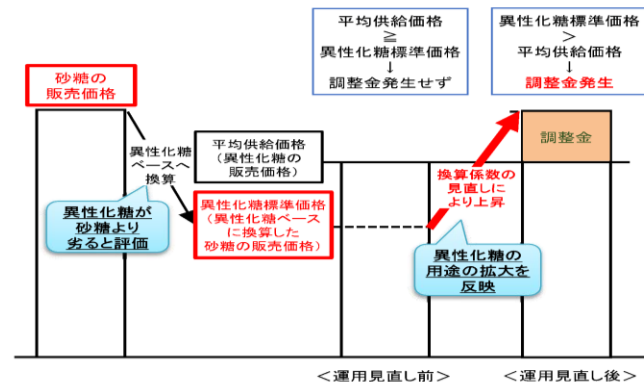 平均供給価格
≧
異性化糖標準価格
↓
調整金発生せず
異性化糖標準価格
>
平均供給価格
↓
調整金発生
砂糖の
販売価格
異性化糖
ベースへ
換算
平均供給価格
(異性化糖の
販売価格)
異性化糖標準価格
(異性化糖ベース
に換算した
砂糖の販売価格)
異性化糖が
砂糖より
劣ると評価
換算係数の
見直しに
より上昇
調整金
異性化糖の
用途の拡大を
反映
<運用見直し前>
<運用見直し後>